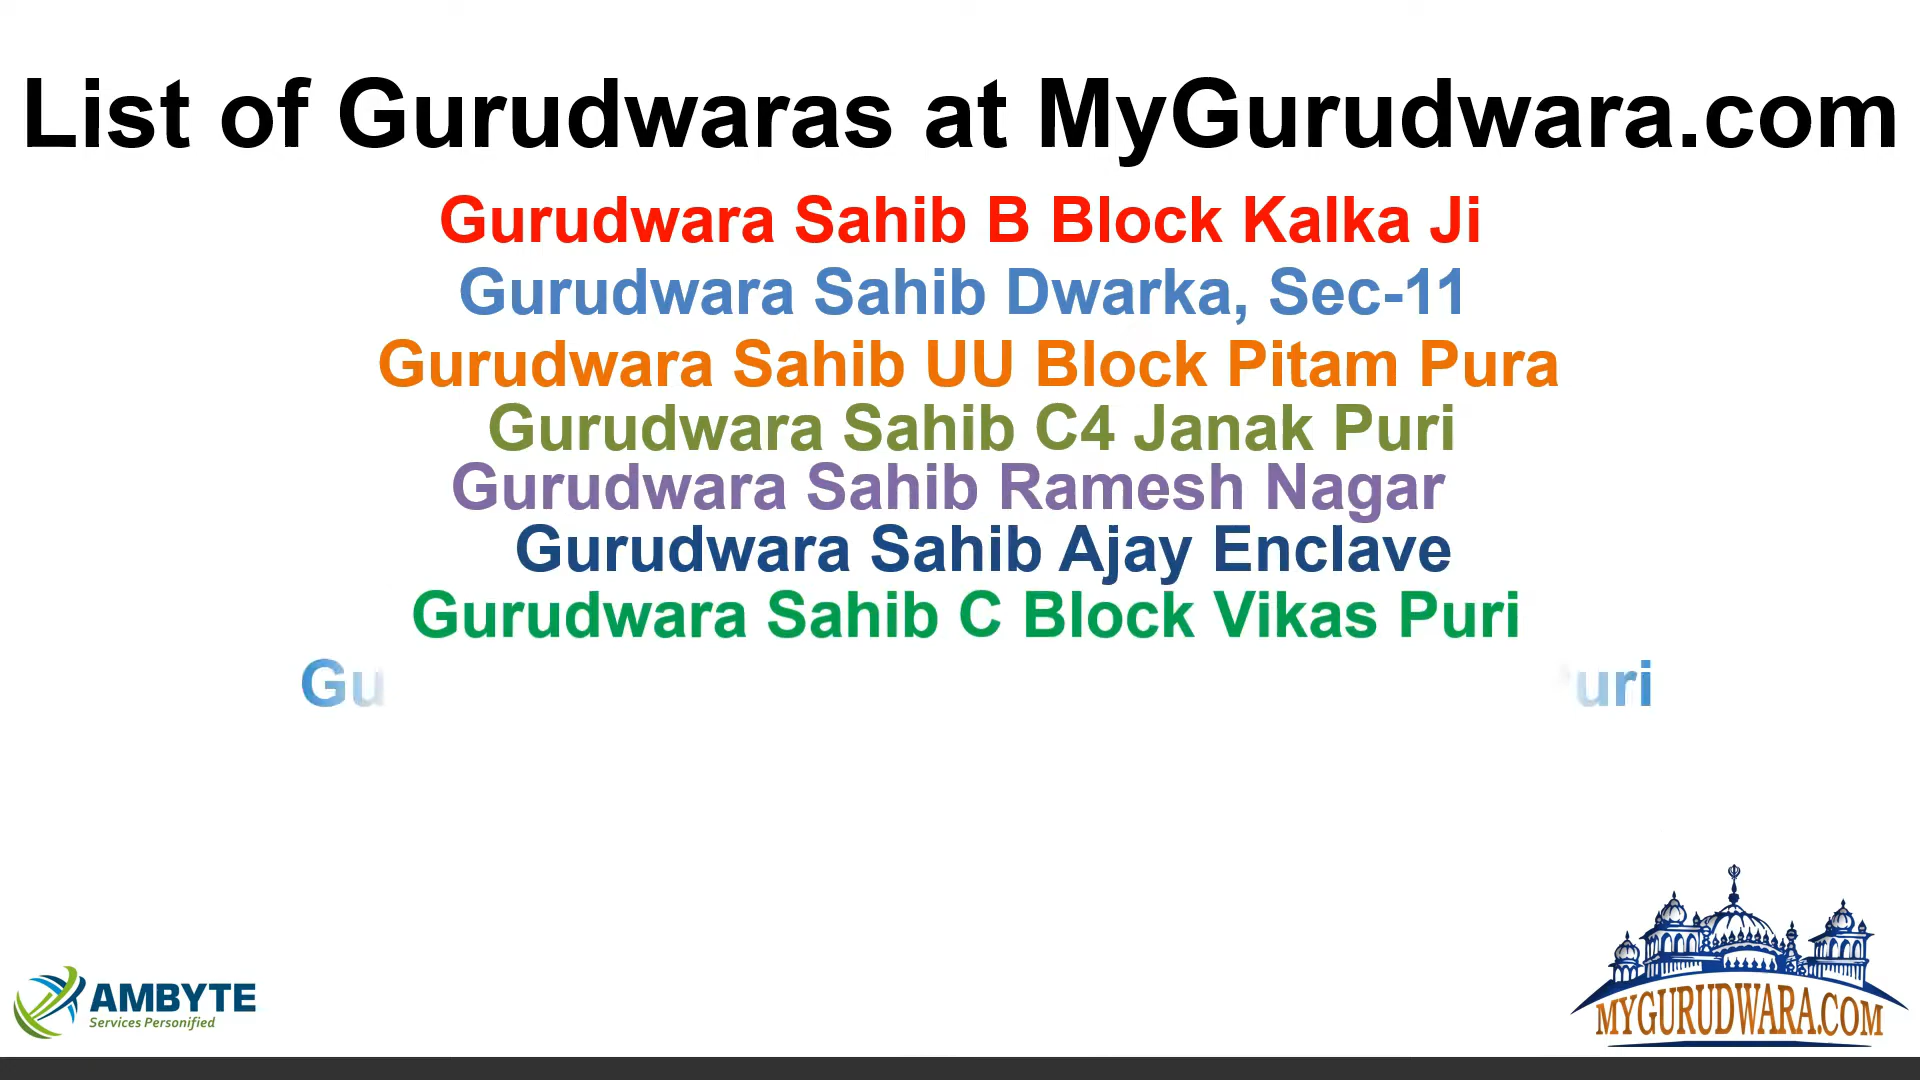 List of Gurudwaras at MyGurudwara.com
Gurudwara Sahib B Block Kalka Ji
Gurudwara Sahib Dwarka, Sec-11
Gurudwara Sahib UU Block Pitam Pura
Gurudwara Sahib C4 Janak Puri
Gurudwara Sahib Ramesh Nagar
Gurudwara Sahib Ajay Enclave
Gurudwara Sahib C Block Vikas Puri
AMBYTE
Services Personified
MYGURUDWARA.COM